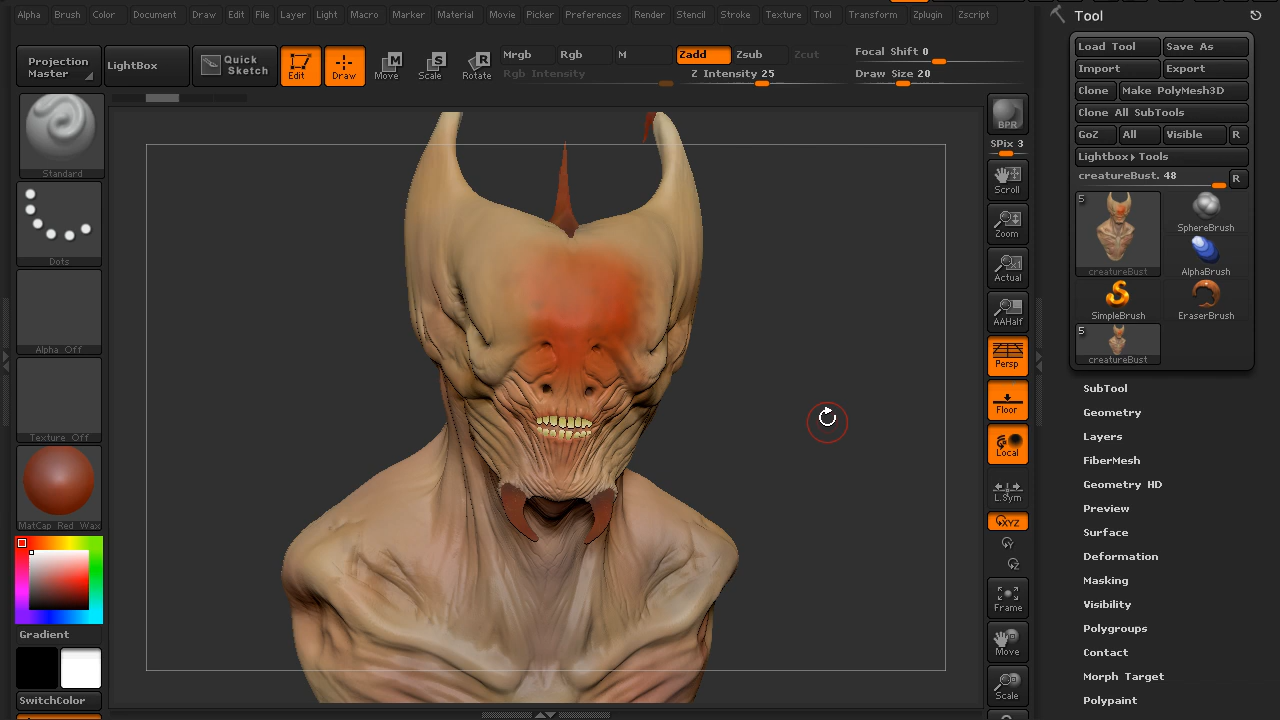 Alpha Brush Color Document Draw Edit File Layer Light Macro Marker Material Movie Picker Preferences Render Stencil Stroke Texture Tool Transform Zplugin Zscript
Tool
Projection Master
LightBox
Quick Sketch
Edit
Draw
Move
Scale
Rotate
Mrgb Rgb M
Rgb Intensity
Zadd Zsub Zcut
Z Intensity 25
Focal Shift 0
Draw Size 20
Load Tool Save As
Import Export
Clone Make PolyMesh3D
Clone All SubTools
GoZ All Visible R
Lightbox▸Tools
creatureBust. 48 R
5
creatureBust
SphereBrush
AlphaBrush
SimpleBrush
EraserBrush
5
creatureBust
SubTool
Geometry
Layers
FiberMesh
Geometry HD
Preview
Surface
Deformation
Masking
Visibility
Polygroups
Contact
Morph Target
Polypaint
Standard
Dots
Alpha Off
Texture Off
MatCap Red Wax
Gradient
SwitchColor
BPR
SPix 3
Scroll
Zoom
Actual
AAHalf
Persp
Floor
Local
L.Sym
XYZ
Y
Z
Frame
Move
Scale